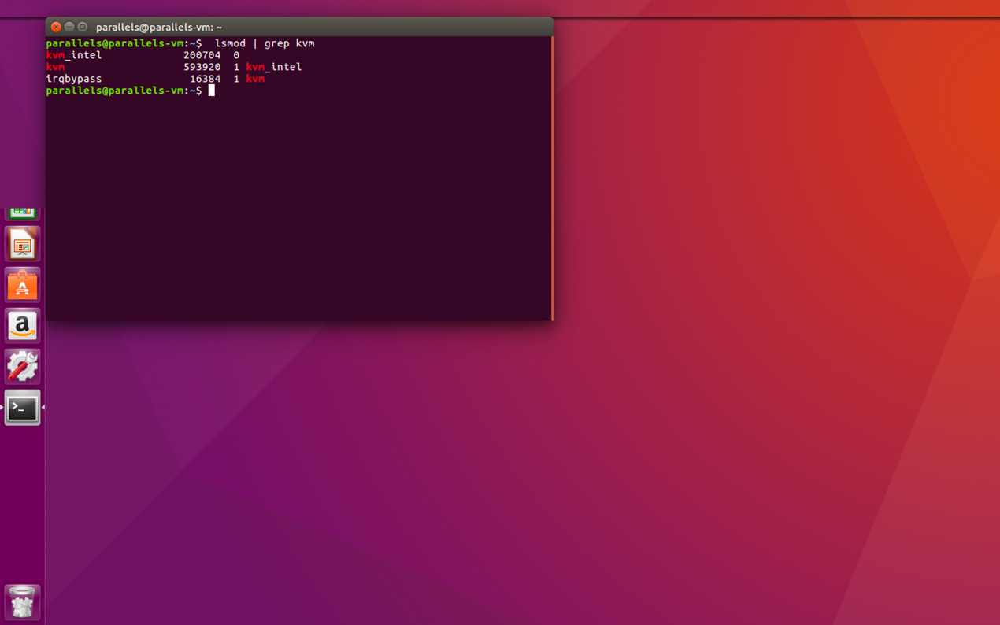 parallels@parallels-vm: ~
parallels@parallels-vm:~$  lsmod | grep kvm
kvm_intel             200704  0
kvm                   593920  1 kvm_intel
irqbypass              16384  1 kvm
parallels@parallels-vm:~$
a
>_